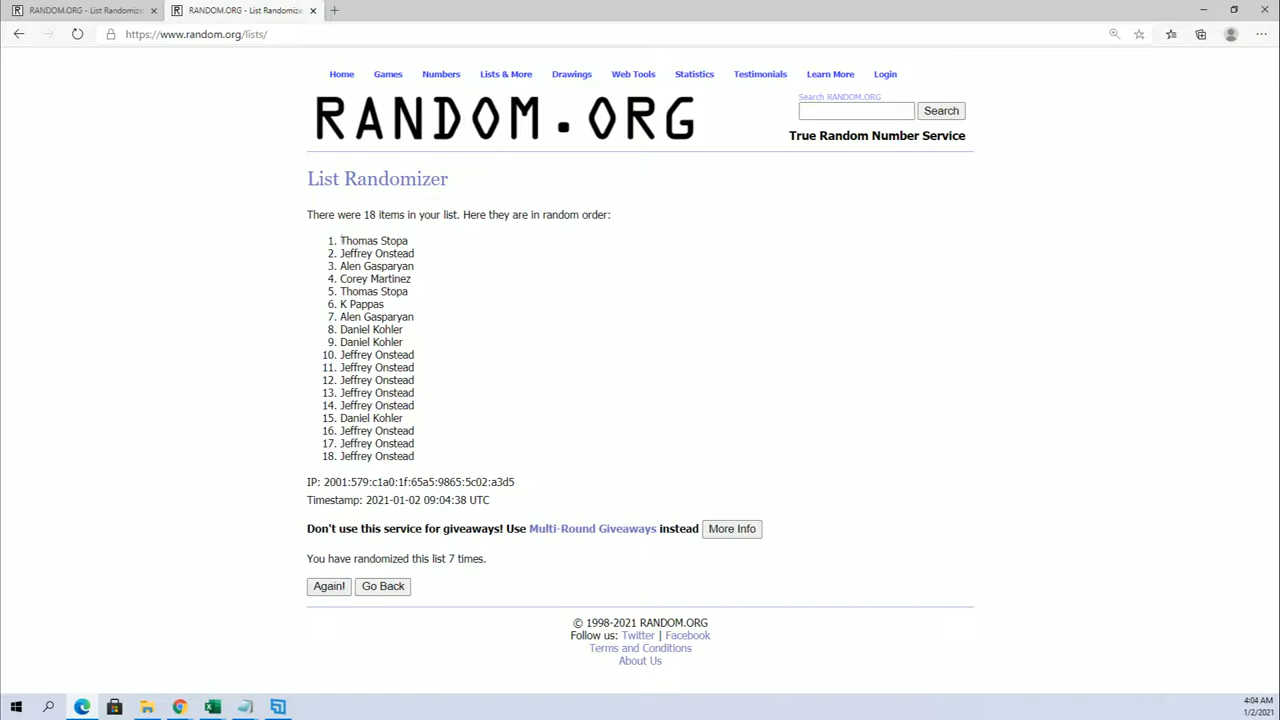 RANDOM.ORG - List Randomize
RANDOM.ORG - List Randomize
https://www.random.org/lists/
Home Games Numbers Lists & More Drawings Web Tools Statistics Testimonials Learn More Login
RANDOM.ORG
Search RANDOM.ORG
Search
True Random Number Service
List Randomizer
There were 18 items in your list. Here they are in random order:
1. Thomas Stopa
2. Jeffrey Onstead
3. Alen Gasparyan
4. Corey Martinez
5. Thomas Stopa
6. K Pappas
7. Alen Gasparyan
8. Daniel Kohler
9. Daniel Kohler
10. Jeffrey Onstead
11. Jeffrey Onstead
12. Jeffrey Onstead
13. Jeffrey Onstead
14. Jeffrey Onstead
15. Daniel Kohler
16. Jeffrey Onstead
17. Jeffrey Onstead
18. Jeffrey Onstead
IP: 2001:579:c1a0:1f:65a5:9865:5c02:a3d5
Timestamp: 2021-01-02 09:04:38 UTC
Don't use this service for giveaways! Use Multi-Round Giveaways instead More Info
You have randomized this list 7 times.
Again! Go Back
© 1998-2021 RANDOM.ORG
Follow us: Twitter | Facebook
Terms and Conditions
About Us
4:04 AM
1/2/2021